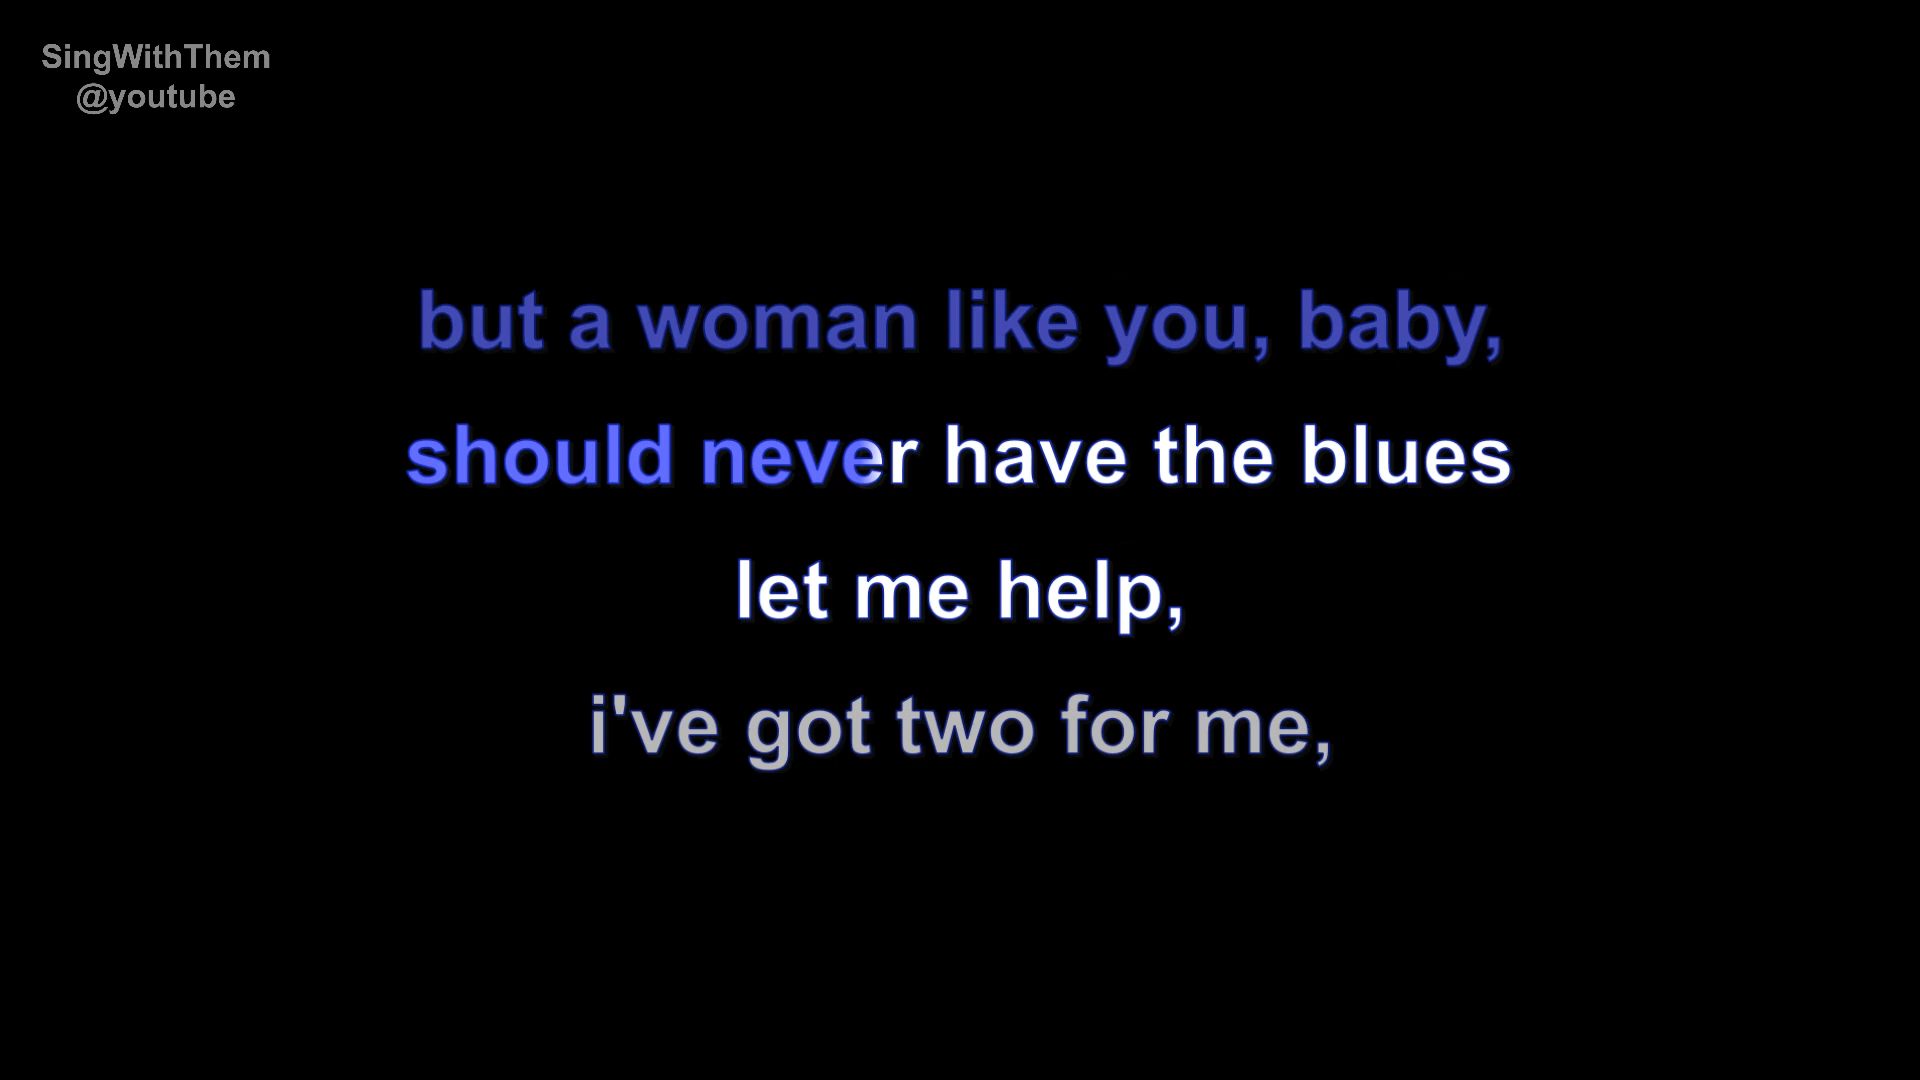 SingWithThem
@youtube
but a woman like you, baby,
should never have the blues
let me help,
i've got two for me,